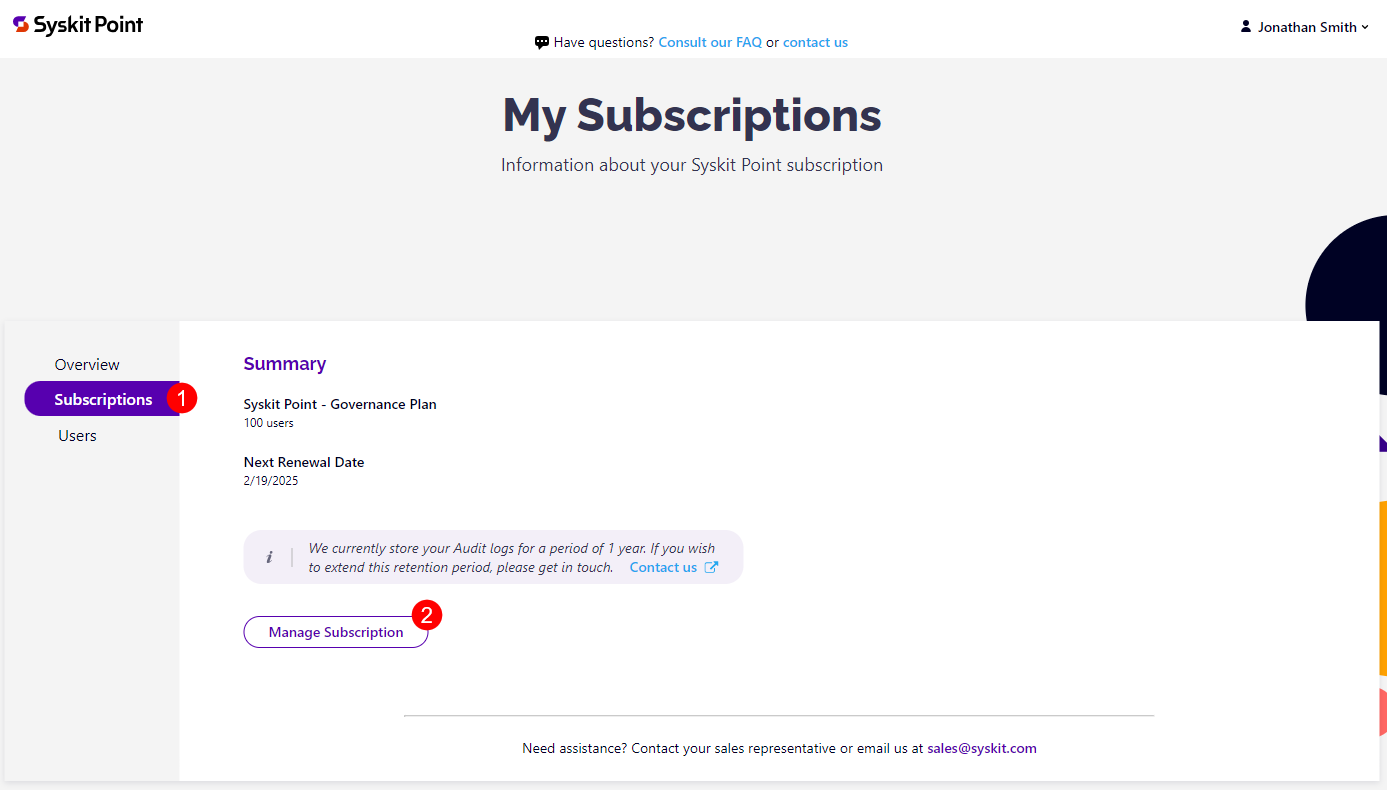 Syskit Point
Have questions? Consult our FAQ or contact us
Jonathan Smith
My Subscriptions
Information about your Syskit Point subscription
Overview
Subscriptions 1
Users
Summary
Syskit Point - Governance Plan
100 users
Next Renewal Date
2/19/2025
i
We currently store your Audit logs for a period of 1 year. If you wish
to extend this retention period, please get in touch. Contact us
Manage Subscription 2
Need assistance? Contact your sales representative or email us at sales@syskit.com